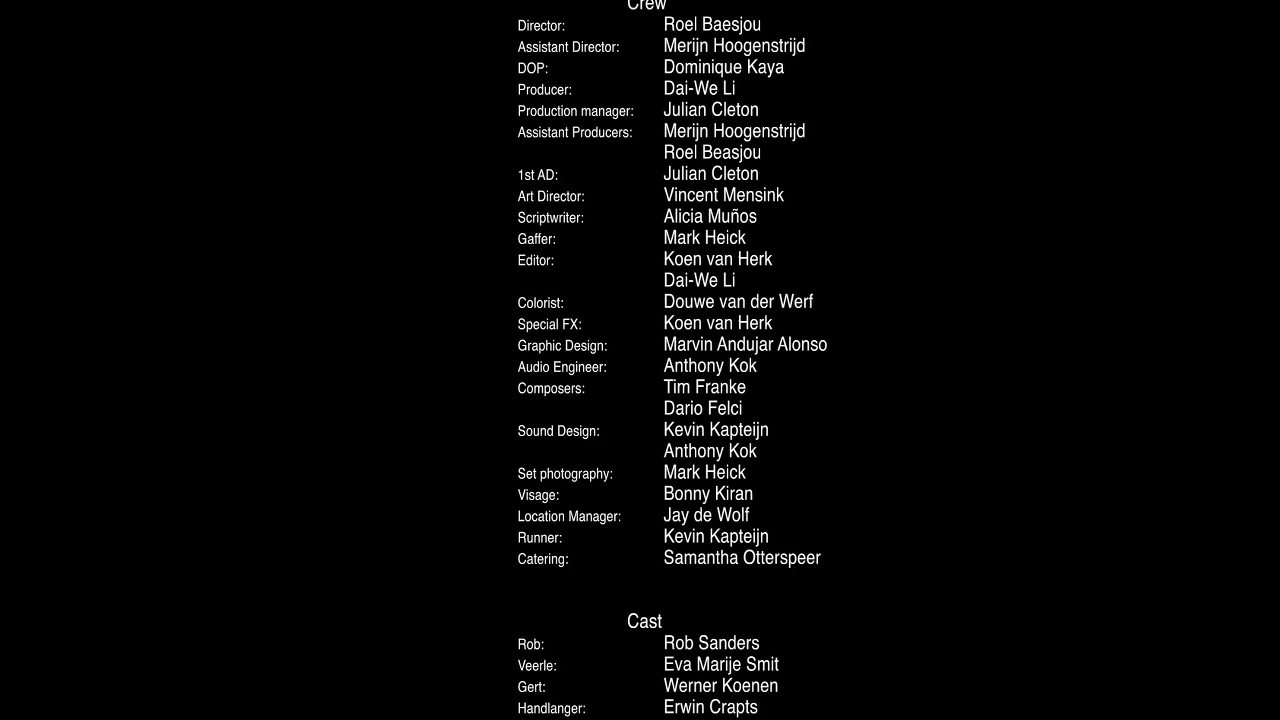 Crew
Director: Roel Baesjou
Assistant Director: Merijn Hoogenstrijd
DOP: Dominique Kaya
Producer: Dai-We Li
Production manager: Julian Cleton
Assistant Producers: Merijn Hoogenstrijd
Roel Beasjou
1st AD: Julian Cleton
Art Director: Vincent Mensink
Scriptwriter: Alicia Muños
Gaffer: Mark Heick
Editor: Koen van Herk
Dai-We Li
Colorist: Douwe van der Werf
Special FX: Koen van Herk
Graphic Design: Marvin Andujar Alonso
Audio Engineer: Anthony Kok
Composers: Tim Franke
Dario Felci
Sound Design: Kevin Kapteijn
Anthony Kok
Set photography: Mark Heick
Visage: Bonny Kiran
Location Manager: Jay de Wolf
Runner: Kevin Kapteijn
Catering: Samantha Otterspeer
Cast
Rob: Rob Sanders
Veerle: Eva Marije Smit
Gert: Werner Koenen
Handlanger: Erwin Crapts